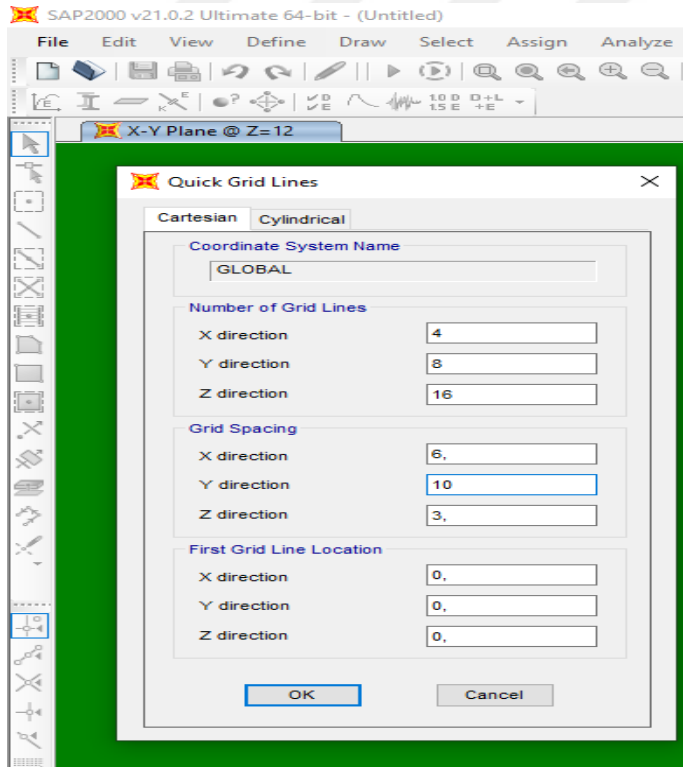 SAP2000 v21.0.2 Ultimate 64-bit - (Untitled)
File Edit View Define Draw Select Assign Analyze
X-Y Plane @ Z=12
Quick Grid Lines
Cartesian Cylindrical
Coordinate System Name
GLOBAL
Number of Grid Lines
X direction 4
Y direction 8
Z direction 16
Grid Spacing
X direction 6,
Y direction 10
Z direction 3,
First Grid Line Location
X direction 0,
Y direction 0,
Z direction 0,
OK Cancel